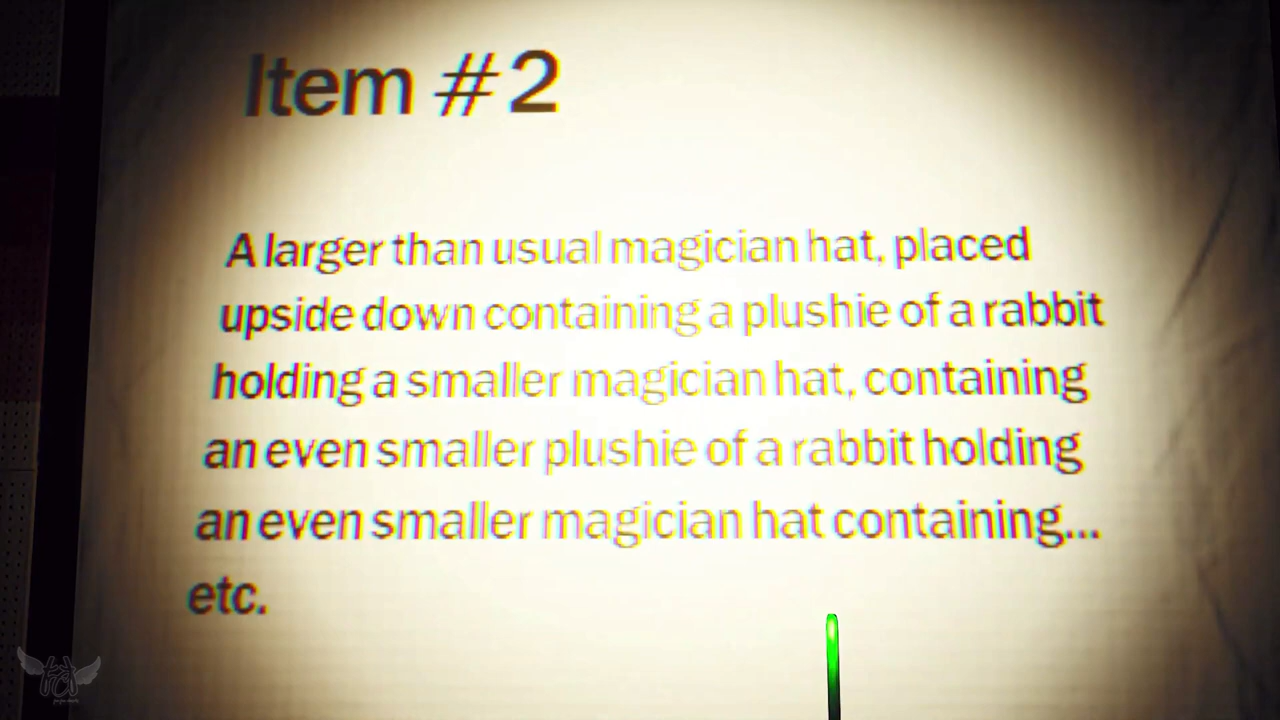 Item #2
A larger than usual magician hat, placed
upside down containing a plushie of a rabbit
holding a smaller magician hat, containing
an even smaller plushie of a rabbit holding
an even smaller magician hat containing...
etc.